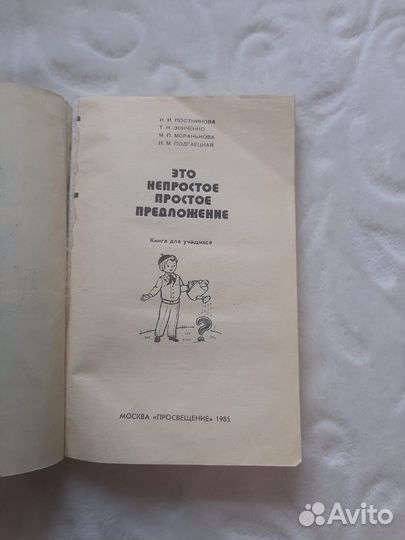 И. И. ПОСТНИКОВА
Т. Н. ЗИНЧЕНКО
М. П. МОРАНЬКОВА
И. М. ПОДГАЕЦКАЯ
ЭТО
НЕПРОСТОЕ
ПРОСТОЕ
ПРЕДЛОЖЕНИЕ
Книга для учащихся
?
МОСКВА «ПРОСВЕЩЕНИЕ» 1985
Avito